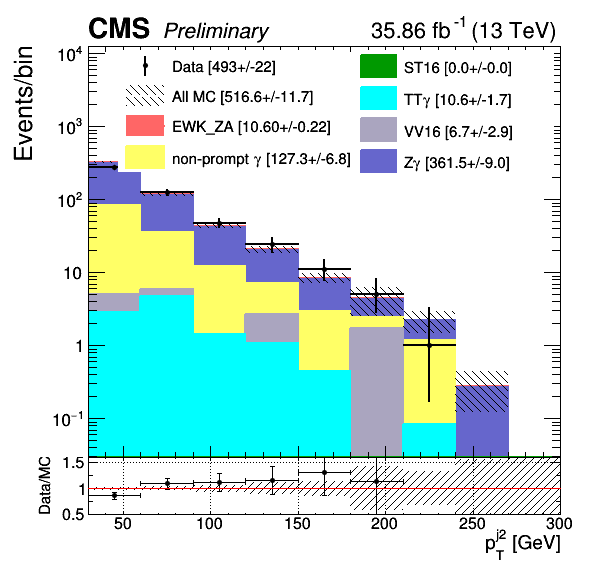 CMS Preliminary 35.86 fb⁻¹ (13 TeV)
Events/bin
10⁴
10³
10²
10
1
10⁻¹
Data [493+/-22]
All MC [516.6+/-11.7]
EWK_ZA [10.60+/-0.22]
non-prompt γ [127.3+/-6.8]
ST16 [0.0+/-0.0]
TTγ [10.6+/-1.7]
VV16 [6.7+/-2.9]
Zγ [361.5+/-9.0]
Data/MC
1.5
1
0.5
50 100 150 200 250 300
p_T^j2 [GeV]